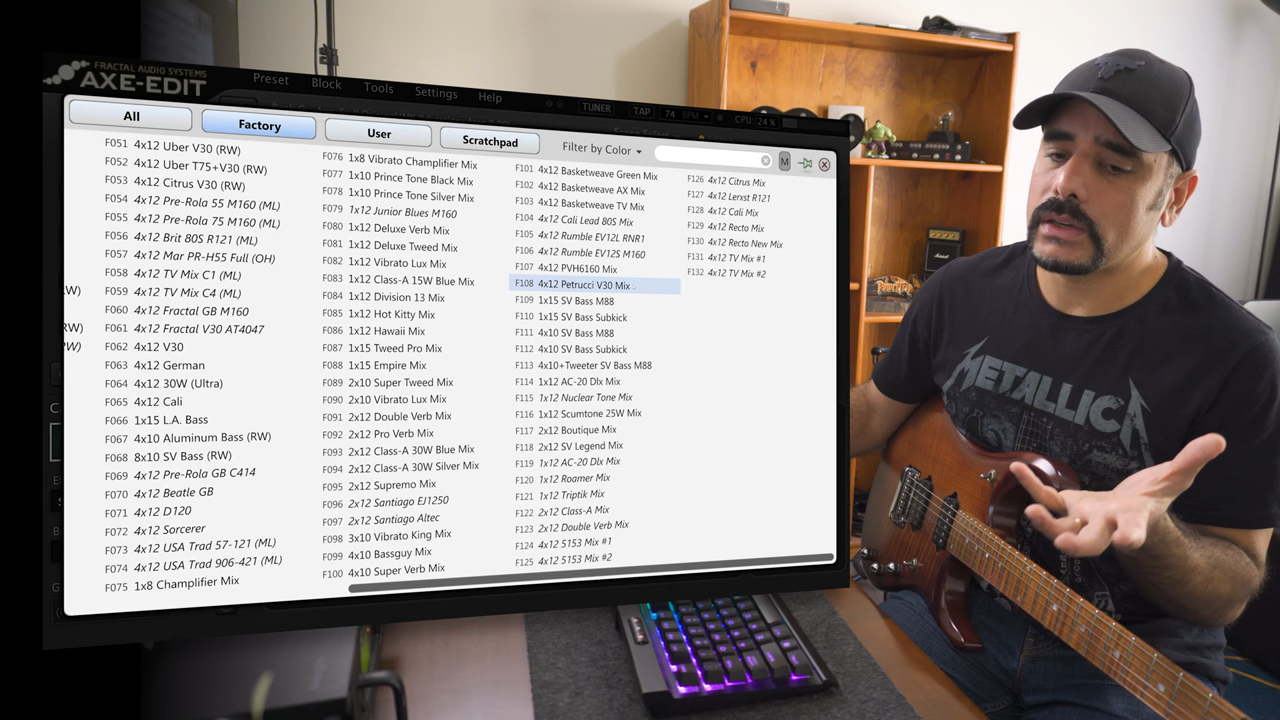 FRACTAL AUDIO SYSTEMS
AXE-EDIT
Preset Block Tools Settings Help
TUNER TAP 74 BPM CPU: 24 %
All Factory User Scratchpad Filter by Color M
F051 4x12 Uber V30 (RW)
F052 4x12 Uber T75+V30 (RW)
F053 4x12 Citrus V30 (RW)
F054 4x12 Pre-Rola 55 M160 (ML)
F055 4x12 Pre-Rola 75 M160 (ML)
F056 4x12 Brit 80S R121 (ML)
F057 4x12 Mar PR-H55 Full (OH)
F058 4x12 TV Mix C1 (ML)
F059 4x12 TV Mix C4 (ML)
F060 4x12 Fractal GB M160
F061 4x12 Fractal V30 AT4047
F062 4x12 V30
F063 4x12 German
F064 4x12 30W (Ultra)
F065 4x12 Cali
F066 1x15 L.A. Bass
F067 4x10 Aluminum Bass (RW)
F068 8x10 SV Bass (RW)
F069 4x12 Pre-Rola GB C414
F070 4x12 Beatle GB
F071 4x12 D120
F072 4x12 Sorcerer
F073 4x12 USA Trad 57-121 (ML)
F074 4x12 USA Trad 906-421 (ML)
F075 1x8 Champlifier Mix
F076 1x8 Vibrato Champlifier Mix
F077 1x10 Prince Tone Black Mix
F078 1x10 Prince Tone Silver Mix
F079 1x12 Junior Blues M160
F080 1x12 Deluxe Verb Mix
F081 1x12 Deluxe Tweed Mix
F082 1x12 Vibrato Lux Mix
F083 1x12 Class-A 15W Blue Mix
F084 1x12 Division 13 Mix
F085 1x12 Hot Kitty Mix
F086 1x12 Hawaii Mix
F087 1x15 Tweed Pro Mix
F088 1x15 Empire Mix
F089 2x10 Super Tweed Mix
F090 2x10 Vibrato Lux Mix
F091 2x12 Double Verb Mix
F092 2x12 Pro Verb Mix
F093 2x12 Class-A 30W Blue Mix
F094 2x12 Class-A 30W Silver Mix
F095 2x12 Supremo Mix
F096 2x12 Santiago EJ1250
F097 2x12 Santiago Altec
F098 3x10 Vibrato King Mix
F099 4x10 Bassguy Mix
F100 4x10 Super Verb Mix
F101 4x12 Basketweave Green Mix
F102 4x12 Basketweave AX Mix
F103 4x12 Basketweave TV Mix
F104 4x12 Cali Lead 80S Mix
F105 4x12 Rumble EV12L RNR1
F106 4x12 Rumble EV12S M160
F107 4x12 PVH6160 Mix
F108 4x12 Petrucci V30 Mix
F109 1x15 SV Bass M88
F110 1x15 SV Bass Subkick
F111 4x10 SV Bass M88
F112 4x10 SV Bass Subkick
F113 4x10+Tweeter SV Bass M88
F114 1x12 AC-20 Dlx Mix
F115 1x12 Nuclear Tone Mix
F116 1x12 Scumtone 25W Mix
F117 2x12 Boutique Mix
F118 2x12 SV Legend Mix
F119 1x12 AC-20 Dlx Mix
F120 1x12 Roamer Mix
F121 1x12 Triptik Mix
F122 2x12 Class-A Mix
F123 2x12 Double Verb Mix
F124 4x12 5153 Mix #1
F125 4x12 5153 Mix #2
F126 4x12 Citrus Mix
F127 4x12 Lerxst R121
F128 4x12 Cali Mix
F129 4x12 Recto Mix
F130 4x12 Recto New Mix
F131 4x12 TV Mix #1
F132 4x12 TV Mix #2
RW)
RW)
RW)
METALLICA
Marshall